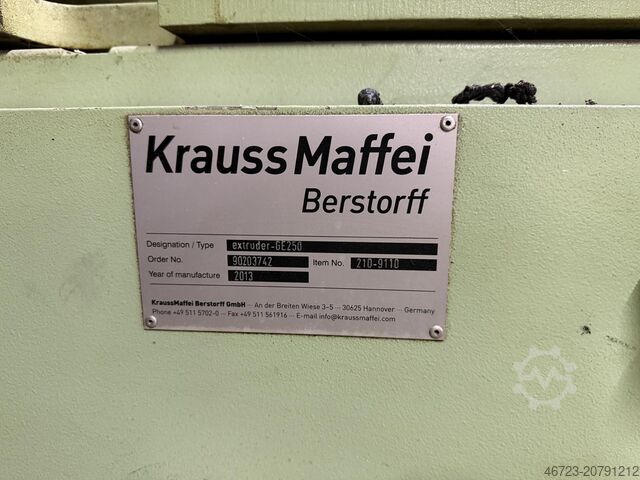 Krauss Maffei
Berstorff
Designation / Type extruder-GE250
Order No. 90203742 Item No. 210-9110
Year of manufacture 2013
KraussMaffei Berstorff GmbH ··· An der Breiten Wiese 3-5 ··· 30625 Hannover ··· Germany
Phone +49 511 5702-0 ··· Fax +49 511 561916 ··· E-mail info@kraussmaffei.com
46723-20791212